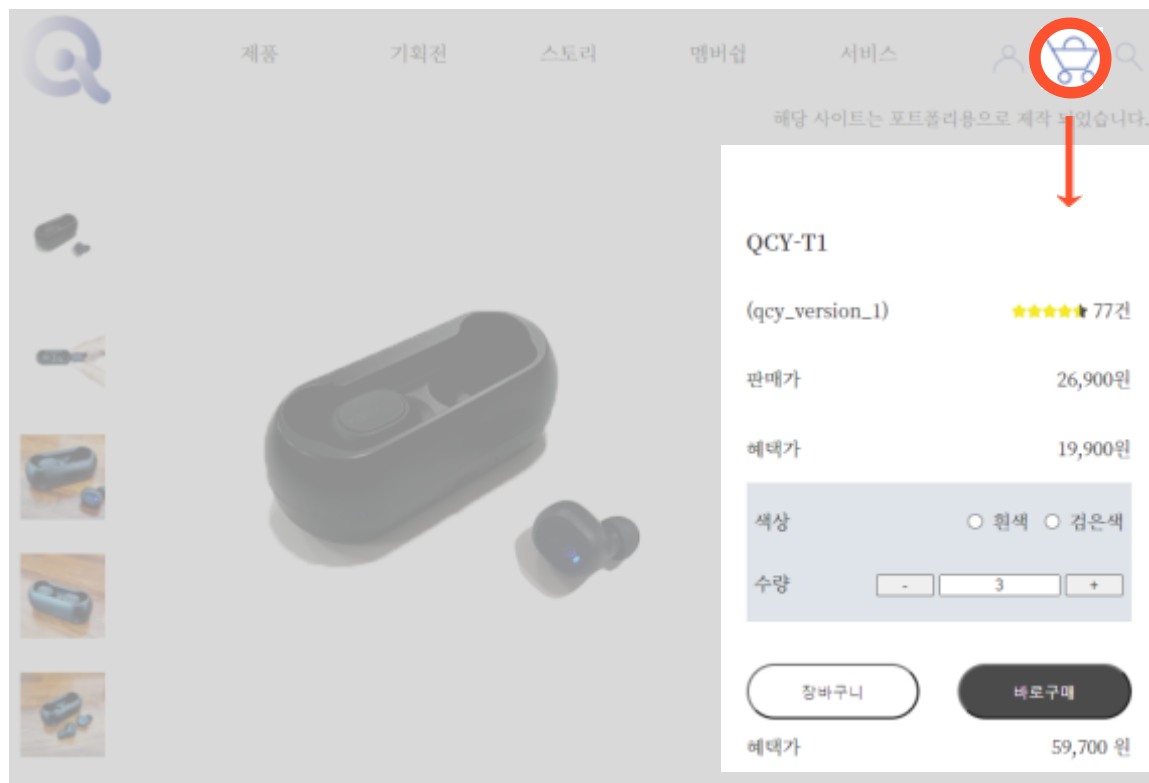 제품 기획전 스토리 멤버쉽 서비스
해당 사이트는 포트폴리용으로 제작 되었습니다.
QCY-T1
(qcy_version_1) 77건
판매가 26,900원
혜택가 19,900원
색상 흰색 검은색
수량 - 3 +
장바구니 바로구매
혜택가 59,700 원